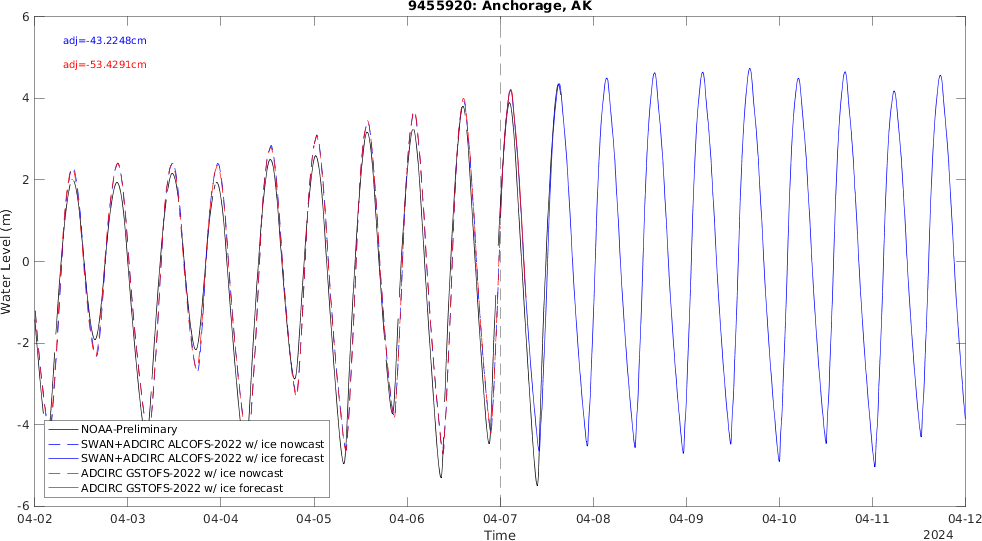 9455920: Anchorage, AK
adj=-43.2248cm
adj=-53.4291cm
Water Level (m)
6
4
2
0
-2
-4
-6
NOAA-Preliminary
SWAN+ADCIRC ALCOFS-2022 w/ ice nowcast
SWAN+ADCIRC ALCOFS-2022 w/ ice forecast
ADCIRC GSTOFS-2022 w/ ice nowcast
ADCIRC GSTOFS-2022 w/ ice forecast
04-02 04-03 04-04 04-05 04-06 04-07 04-08 04-09 04-10 04-11 04-12
Time
2024